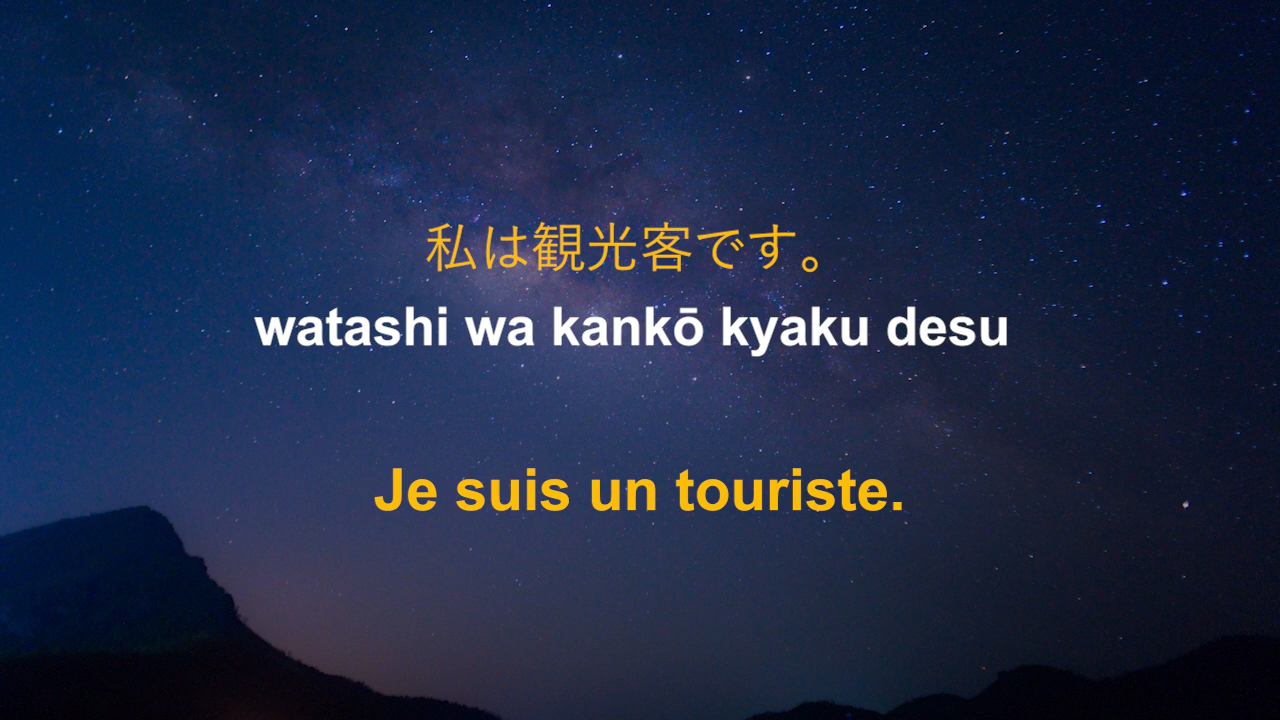 私は観光客です。
watashi wa kankō kyaku desu
Je suis un touriste.